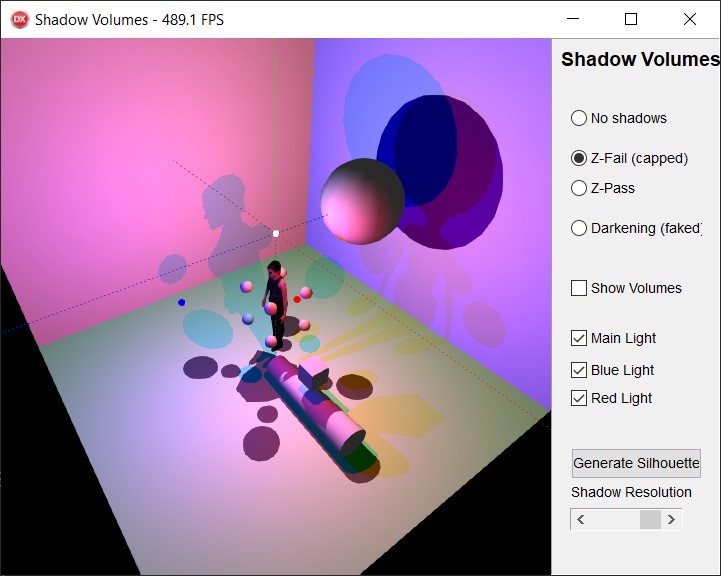 DX
Shadow Volumes - 489.1 FPS
Shadow Volumes
No shadows
Z-Fail (capped)
Z-Pass
Darkening (faked)
Show Volumes
Main Light
Blue Light
Red Light
Generate Silhouette
Shadow Resolution